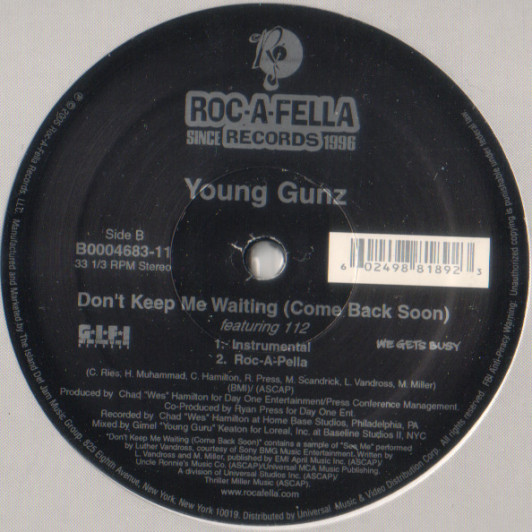 ROC-A-FELLA
SINCE RECORDS 1996
Young Gunz
Side B
B0004683-11
33 1/3 RPM Stereo
6 02498 81892 3
Don't Keep Me Waiting (Come Back Soon)
featuring 112
1. Instrumental
2. Roc-A-Pella
WE GETS BUSY
(C. Ries, H. Muhammad, C. Hamilton, R. Press, M. Scandrick, L. Vandross, M. Miller)
(BMI)/ (ASCAP)
Produced by Chad "Wes" Hamilton for Day One Entertainment/Press Conference Management.
Co-Produced by Ryan Press for Day One Ent.
Recorded by Chad "Wes" Hamilton at Home Base Studios, Philadelphia, PA
Mixed by Gimel "Young Guru" Keaton for Loreal, Inc. at Baseline Studios II, NYC
"Don't Keep Me Waiting (Come Back Soon)" contains a sample of "See Me" performed
by Luther Vandross, courtesy of Sony BMG Music Entertainment. Written by
L. Vandross and M. Miller, published by EMI April Music Inc. (ASCAP)/
Uncle Ronnie's Music Co. (ASCAP)/Universal MCA Music Publishing.
A division of Universal Studios Inc. (ASCAP)/
Thriller Miller Music (ASCAP).
www.rocafella.com
℗ © 2005 Roc-A-Fella Records, LLC. Manufactured and Marketed by The Island Def Jam Music Group, 825 Eighth Avenue, New York, New York 10019. Distributed by Universal Music & Video Distribution Corp. All rights reserved. FBI Anti-Piracy Warning: Unauthorized copying is punishable under federal law.